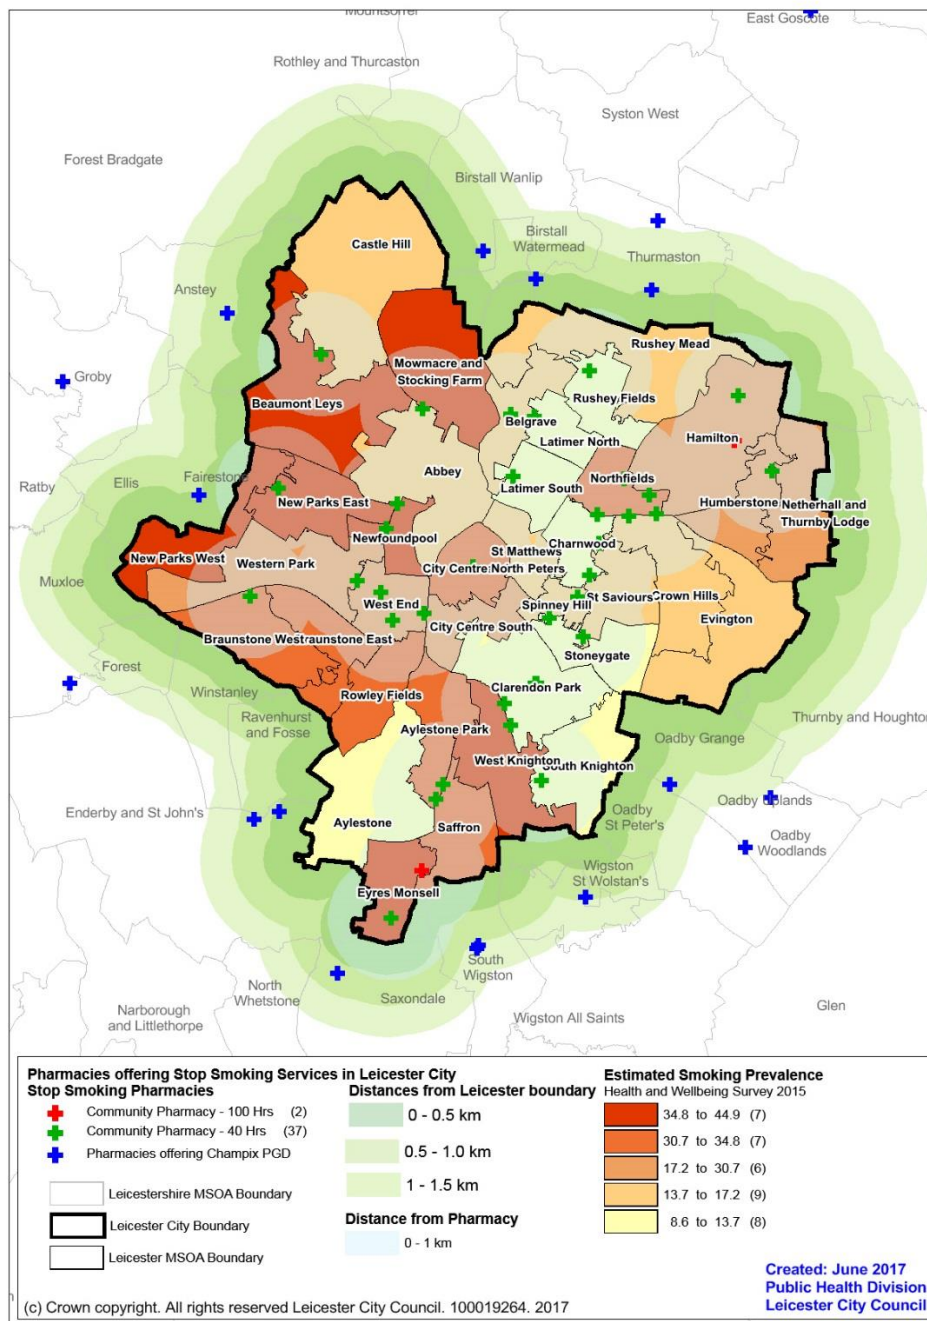 Mountsorrel
East Goscote
Rothley and Thurcaston
Syston West
Forest Bradgate
Birstall Wanlip
Birstall
Watermead
Castle Hill
Thurmaston
Anstey
Rushey Mead
Mowmacre and
Stocking Farm
Groby
Beaumont Leys
Rushey Fields
Belgrave
Latimer North
Hamilton
Abbey
Fairestone
Ellis
Ratby
Latimer South
Northfields
New Parks East
Humberstone
Netherhall and
Thurnby Lodge
Newfoundpool
Charnwood
St Matthews
New Parks West
Western Park
City Centre North
St Peters
Muxloe
West End
Spinney Hill
St Saviours
Crown Hills
Evington
City Centre South
Braunstone West
Braunstone East
Stoneygate
Forest
Clarendon Park
Winstanley
Rowley Fields
Ravenhurst
and Fosse
Thurnby and Houghton
Aylestone Park
Oadby Grange
West Knighton
South Knighton
Enderby and St John's
Oadby Uplands
Aylestone
Oadby
St Peter's
Saffron
Oadby
Woodlands
Wigston
St Wolstan's
Eyres Monsell
South
Wigston
North
Whetstone
Saxondale
Narborough
and Littlethorpe
Wigston All Saints
Glen
Pharmacies offering Stop Smoking Services in Leicester City
Stop Smoking Pharmacies
Community Pharmacy - 100 Hrs (2)
Community Pharmacy - 40 Hrs (37)
Pharmacies offering Champix PGD
Leicestershire MSOA Boundary
Leicester City Boundary
Leicester MSOA Boundary
Distances from Leicester boundary
0 - 0.5 km
0.5 - 1.0 km
1 - 1.5 km
Distance from Pharmacy
0 - 1 km
Estimated Smoking Prevalence
Health and Wellbeing Survey 2015
34.8 to 44.9 (7)
30.7 to 34.8 (7)
17.2 to 30.7 (6)
13.7 to 17.2 (9)
8.6 to 13.7 (8)
Created: June 2017
Public Health Division
Leicester City Council
(c) Crown copyright. All rights reserved Leicester City Council. 100019264. 2017